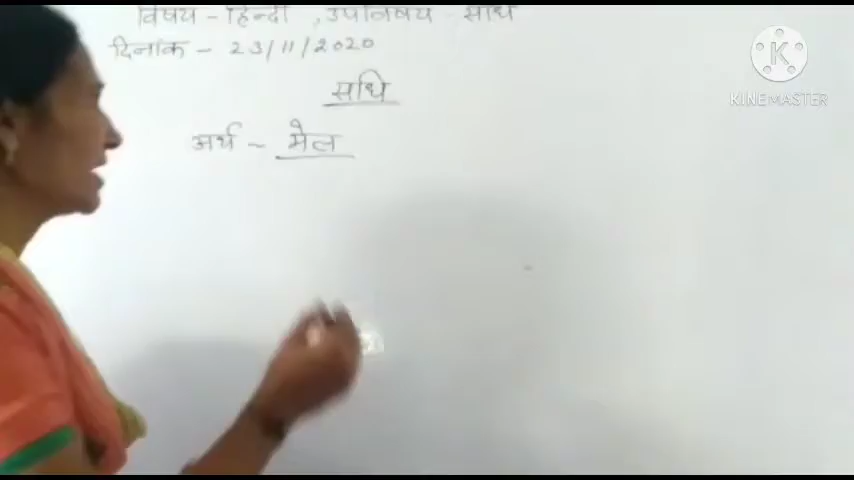 विषय - हिन्दी , उपविषय - संधि
दिनांक - 23/11/2020
संधि
अर्थ - मेल
KINEMASTER